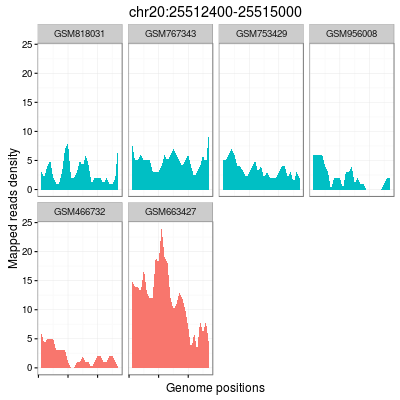 chr20:25512400-25515000
GSM818031 GSM767343 GSM753429 GSM956008
25
20
15
10
5
0
GSM466732 GSM663427
25
20
15
10
5
0
Mapped reads density
Genome positions